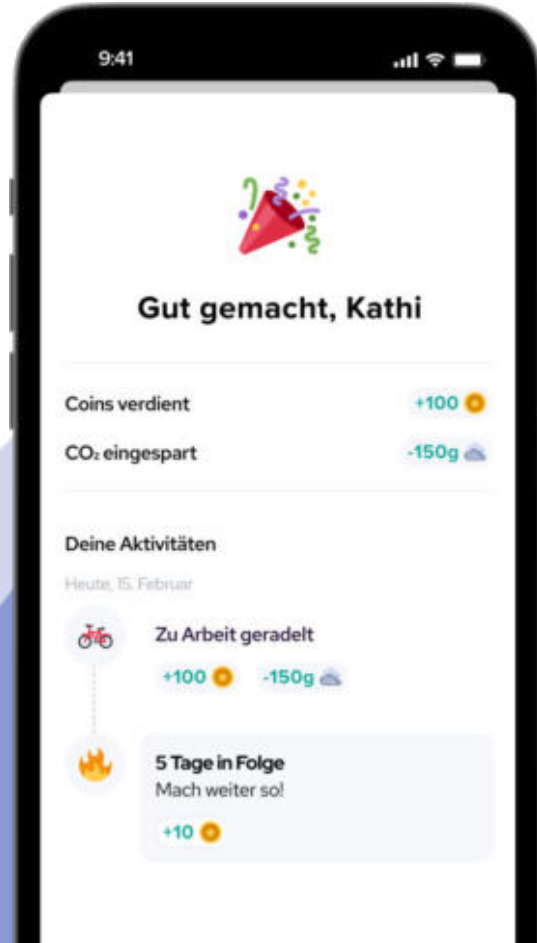 9:41
Gut gemacht, Kathi
Coins verdient +100
CO₂ eingespart -150g
Deine Aktivitäten
Heute, 15. Februar
Zu Arbeit geradelt
+100 -150g
5 Tage in Folge
Mach weiter so!
+10